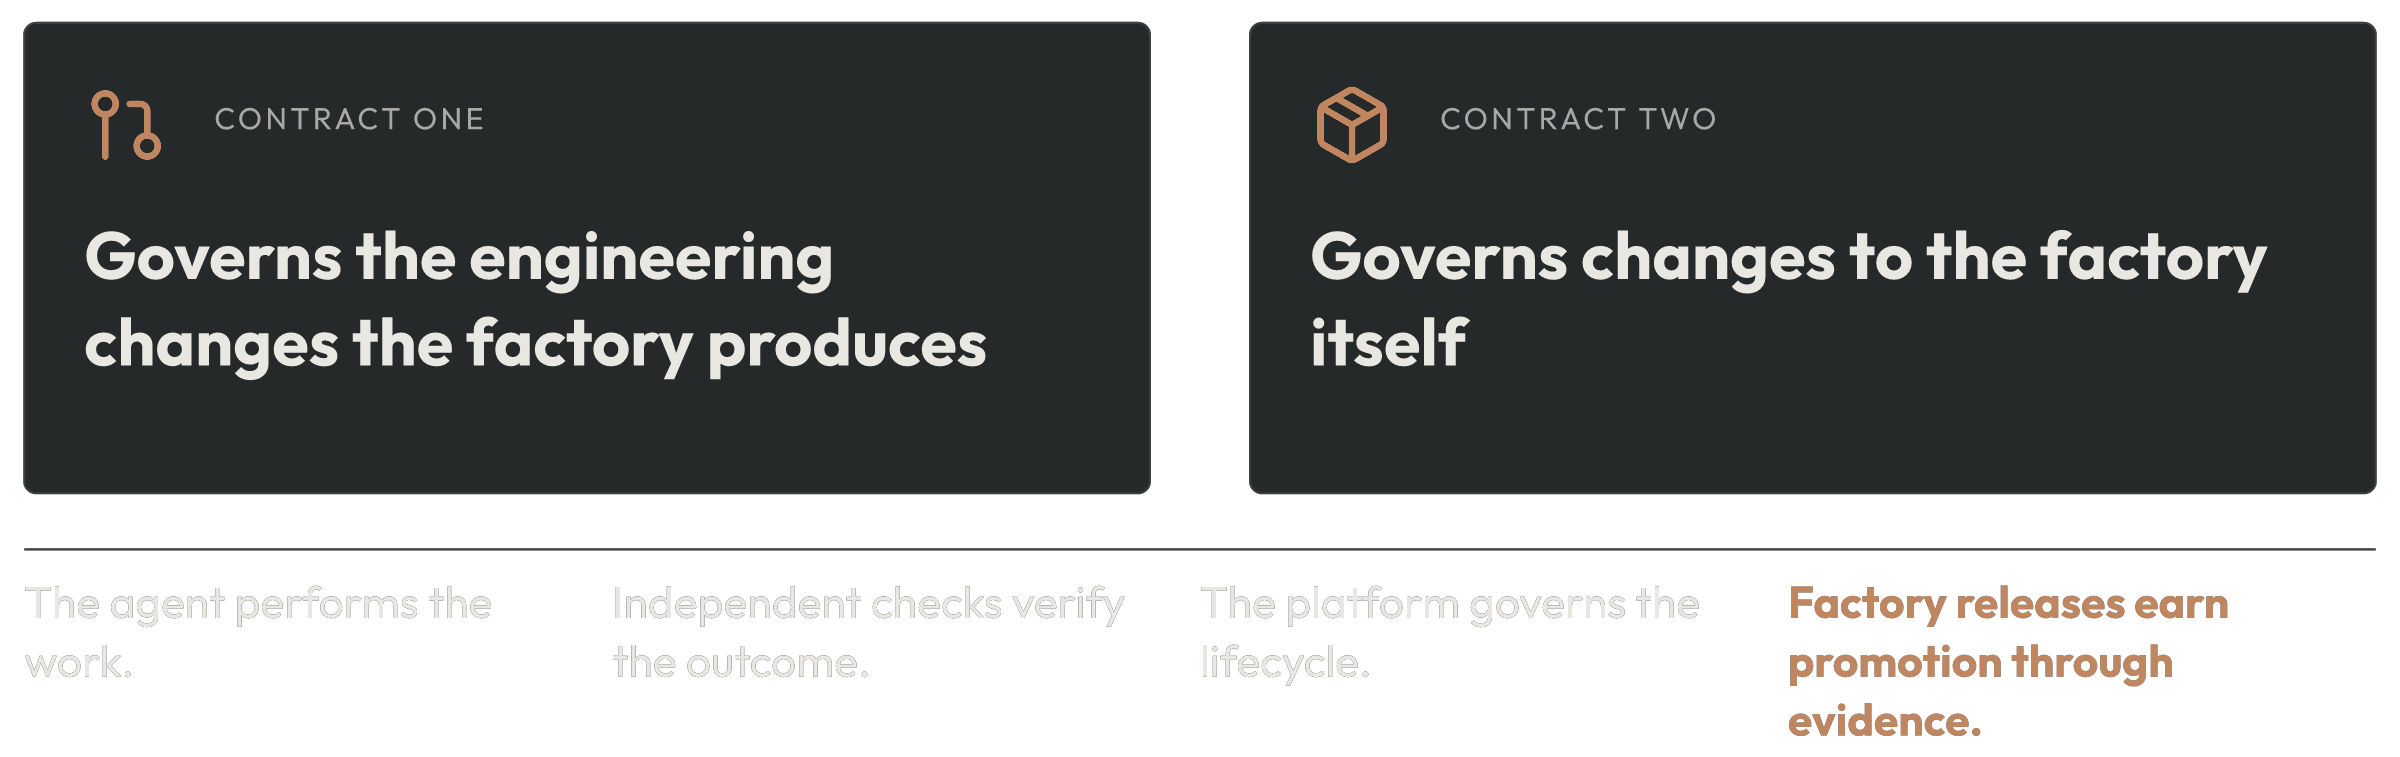 CONTRACT ONE
Governs the engineering
changes the factory produces
CONTRACT TWO
Governs changes to the factory
itself
The agent performs the
work.
Independent checks verify
the outcome.
The platform governs the
lifecycle.
Factory releases earn
promotion through
evidence.